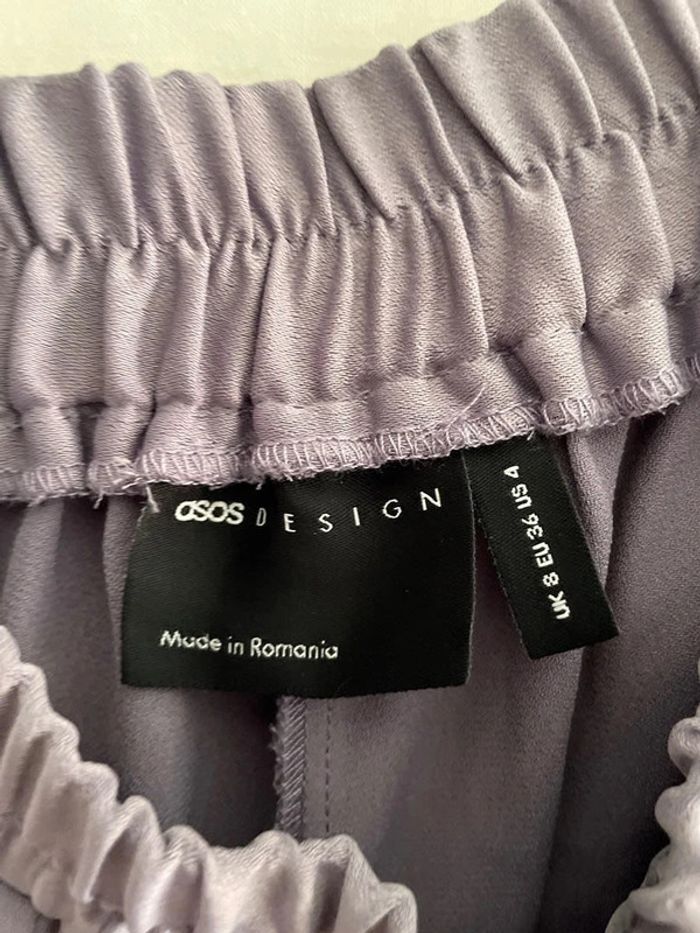 asos DESIGN
Made in Romania
UK 8 EU 36 US 4